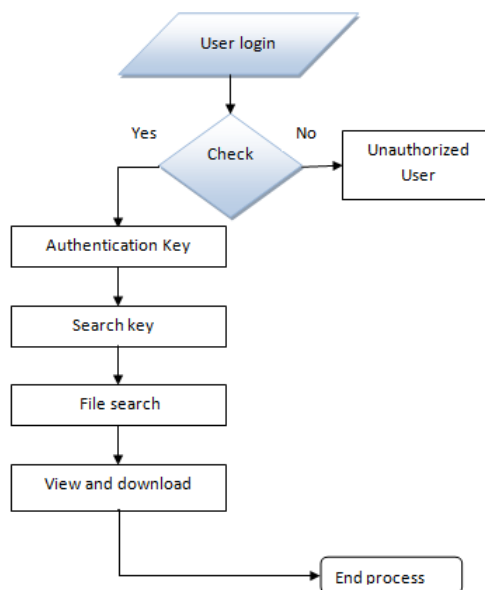 User login
Yes
No
Check
Unauthorized
User
Authentication Key
Search key
File search
View and download
End process